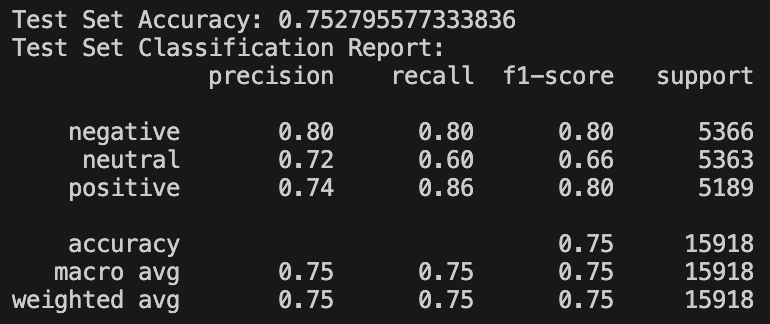 Test Set Accuracy: 0.752795577333836
Test Set Classification Report:
              precision    recall  f1-score   support

    negative       0.80      0.80      0.80      5366
     neutral       0.72      0.60      0.66      5363
    positive       0.74      0.86      0.80      5189

    accuracy                           0.75     15918
   macro avg       0.75      0.75      0.75     15918
weighted avg       0.75      0.75      0.75     15918